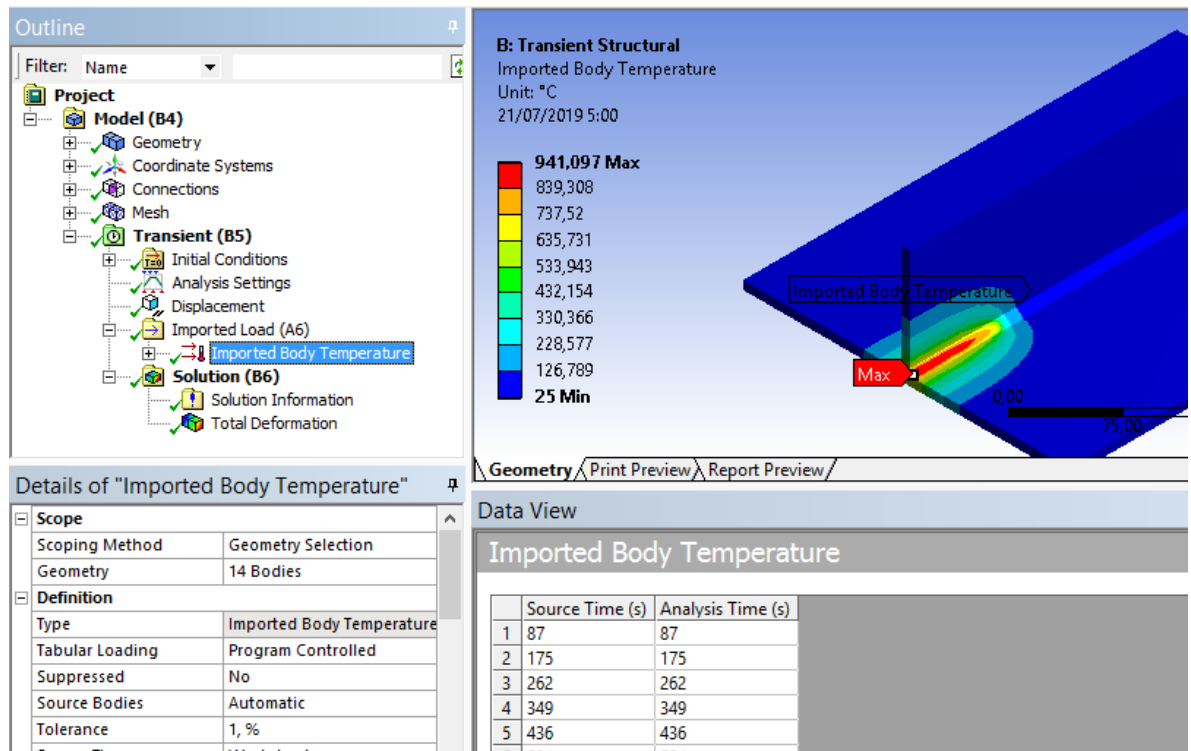 Outline
Filter: Name
Project
Model (B4)
Geometry
Coordinate Systems
Connections
Mesh
Transient (B5)
T=0
Initial Conditions
Analysis Settings
Displacement
Imported Load (A6)
Imported Body Temperature
Solution (B6)
Solution Information
Total Deformation
B: Transient Structural
Imported Body Temperature
Unit: °C
21/07/2019 5:00
941,097 Max
839,308
737,52
635,731
533,943
432,154
330,366
228,577
126,789
25 Min
Imported Body Temperature
Max
0,00
75,00
Geometry Print Preview Report Preview
Details of "Imported Body Temperature"
Scope
Scoping Method Geometry Selection
Geometry 14 Bodies
Definition
Type Imported Body Temperature
Tabular Loading Program Controlled
Suppressed No
Source Bodies Automatic
Tolerance 1, %
Data View
Imported Body Temperature
Source Time (s) Analysis Time (s)
1 87 87
2 175 175
3 262 262
4 349 349
5 436 436